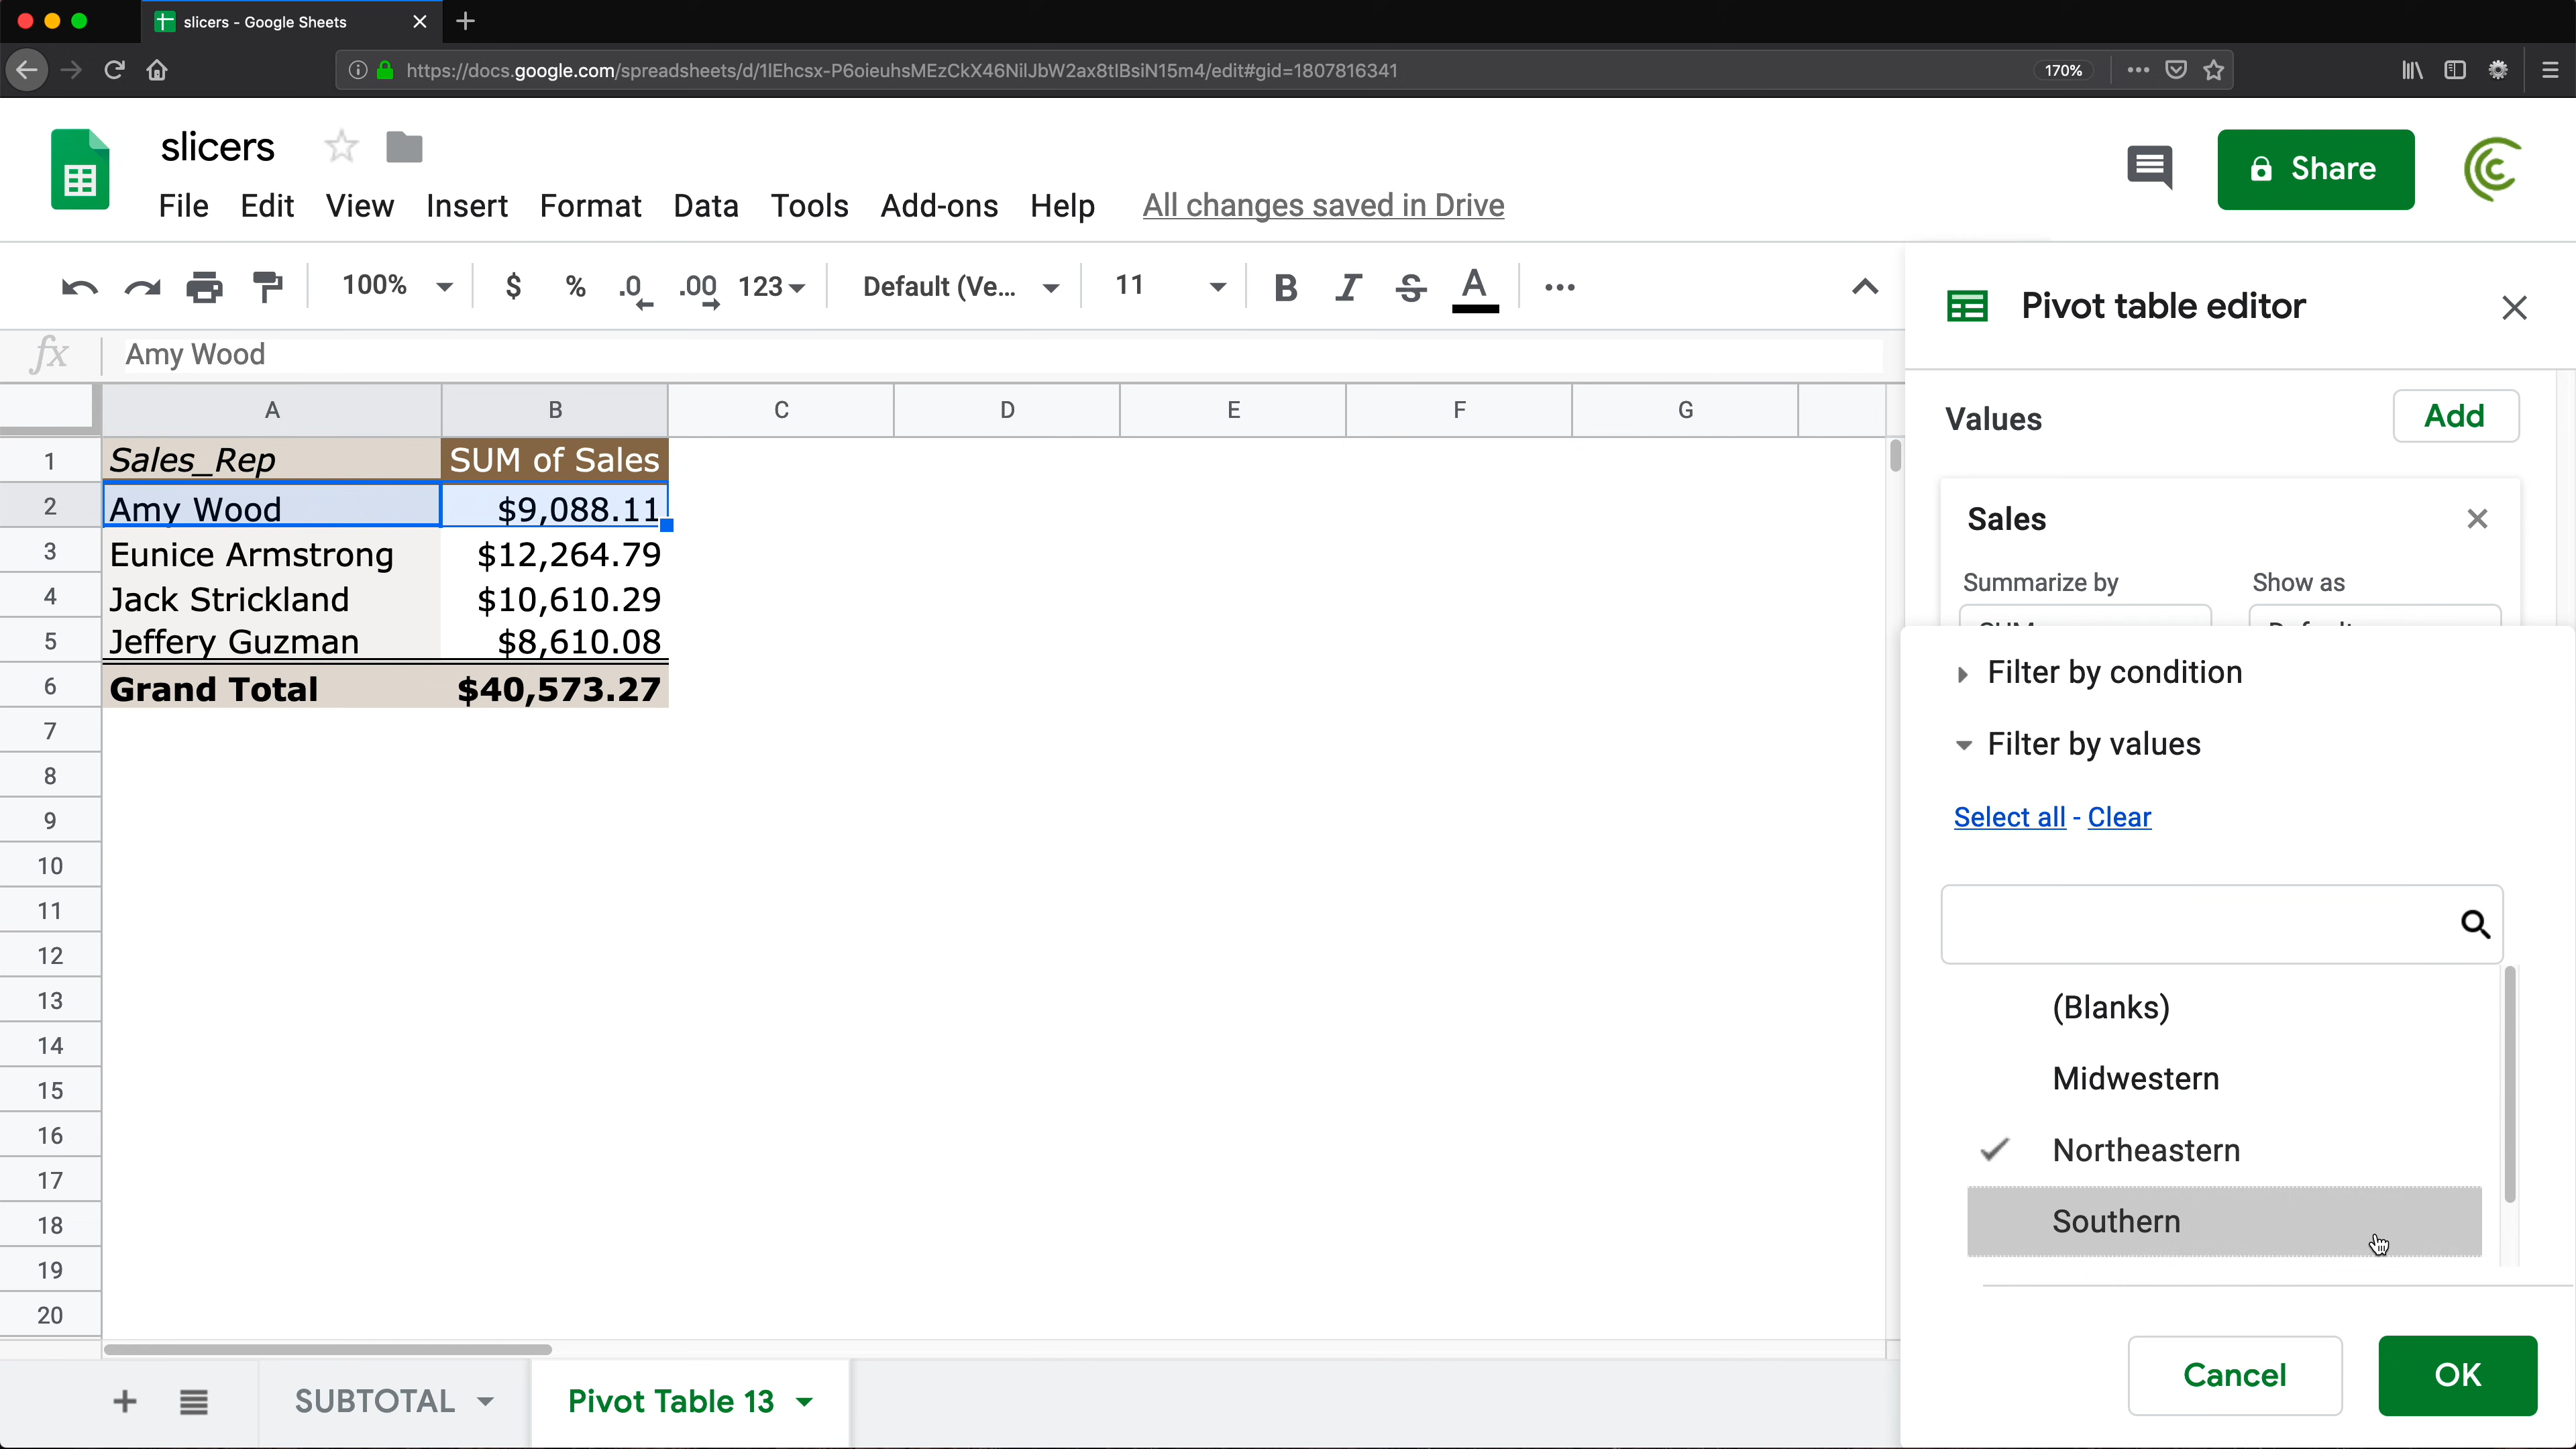 slicers - Google Sheets
https://docs.google.com/spreadsheets/d/1IEhcsx-P6oieuhsMEzCkX46NilJbW2ax8tIBsiN15m4/edit#gid=1807816341
170%
slicers
File Edit View Insert Format Data Tools Add-ons Help All changes saved in Drive
Share
100% $ % .0 .00 123 Default (Ve... 11 B I S A
Pivot table editor
fx Amy Wood
A B C D E F G
1 Sales_Rep SUM of Sales
2 Amy Wood $9,088.11
3 Eunice Armstrong $12,264.79
4 Jack Strickland $10,610.29
5 Jeffery Guzman $8,610.08
6 Grand Total $40,573.27
7
8
9
10
11
12
13
14
15
16
17
18
19
20
Values Add
Sales
Summarize by Show as
SUM Default
Filter by condition
Filter by values
Select all - Clear
(Blanks)
Midwestern
Northeastern
Southern
Cancel OK
SUBTOTAL Pivot Table 13